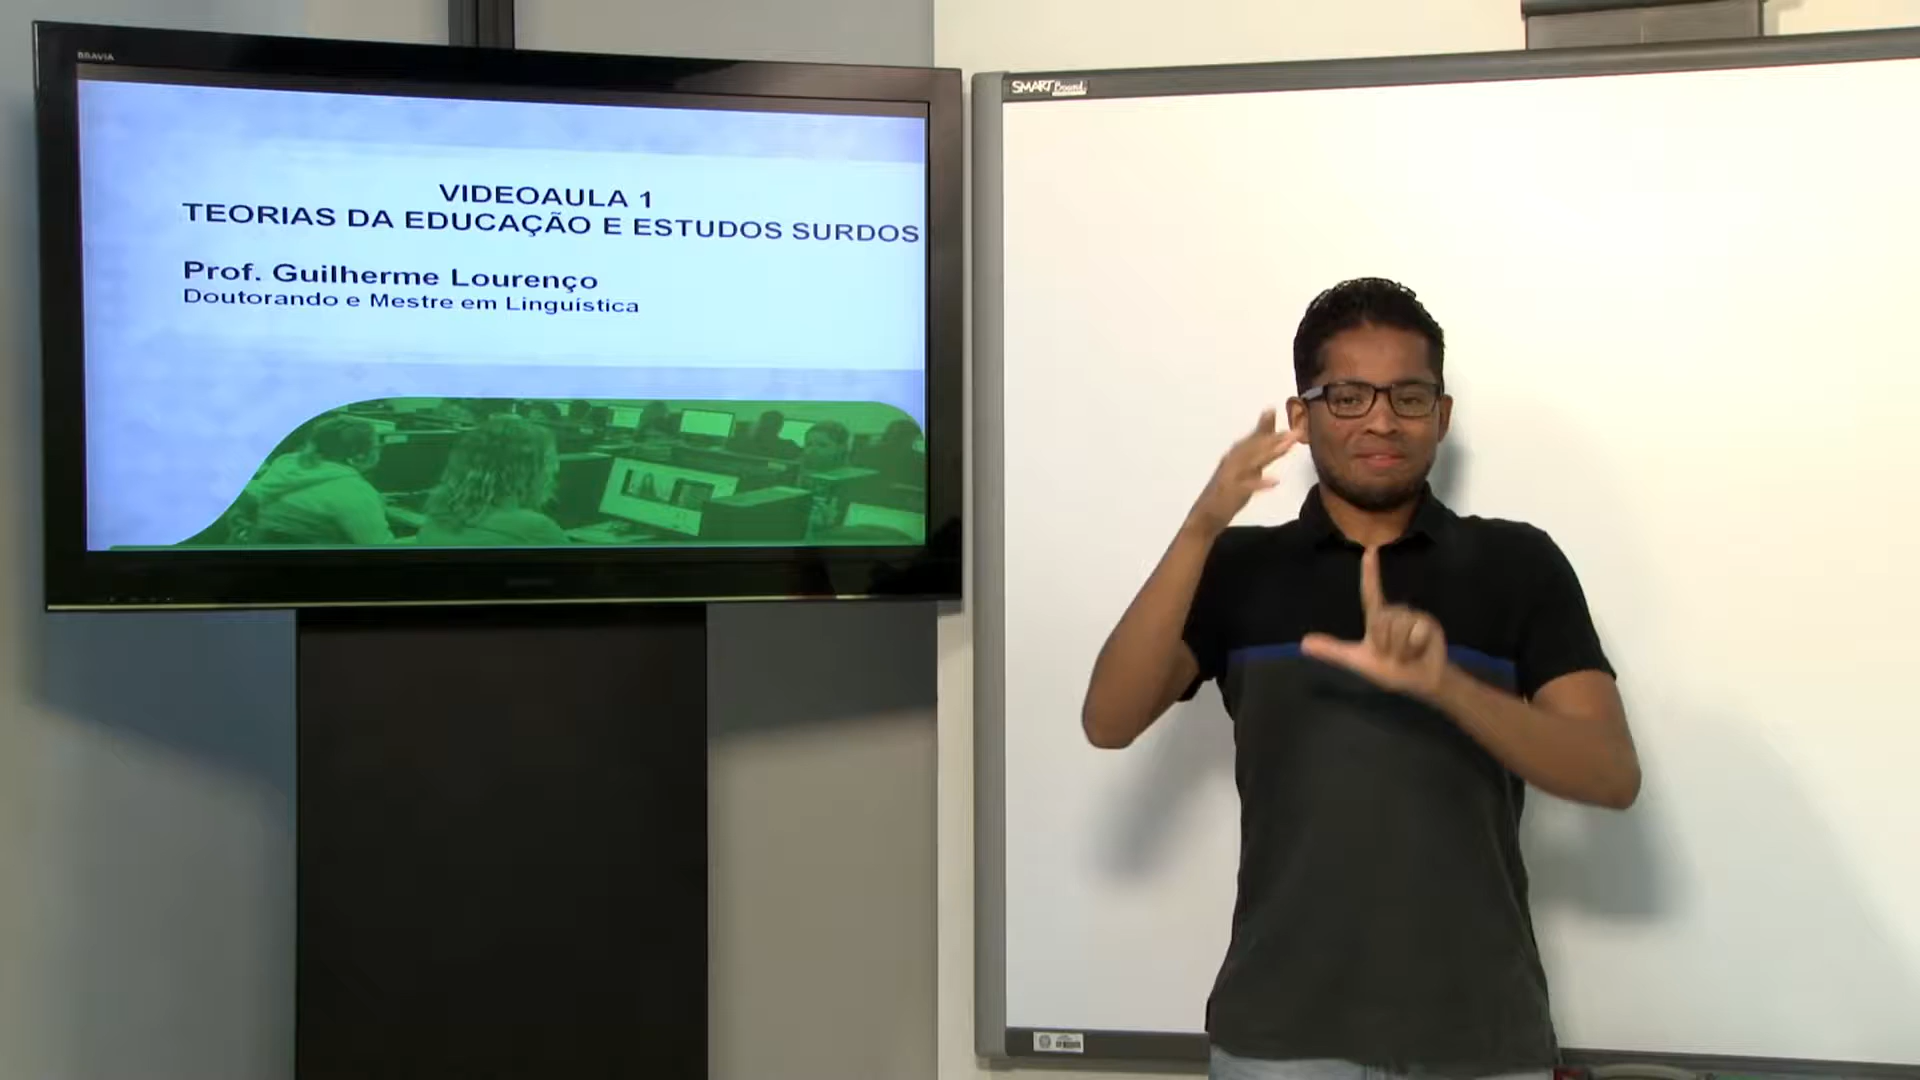 BRAVIA
VIDEOAULA 1
TEORIAS DA EDUCAÇÃO E ESTUDOS SURDOS
Prof. Guilherme Lourenço
Doutorando e Mestre em Linguística
SMART Board